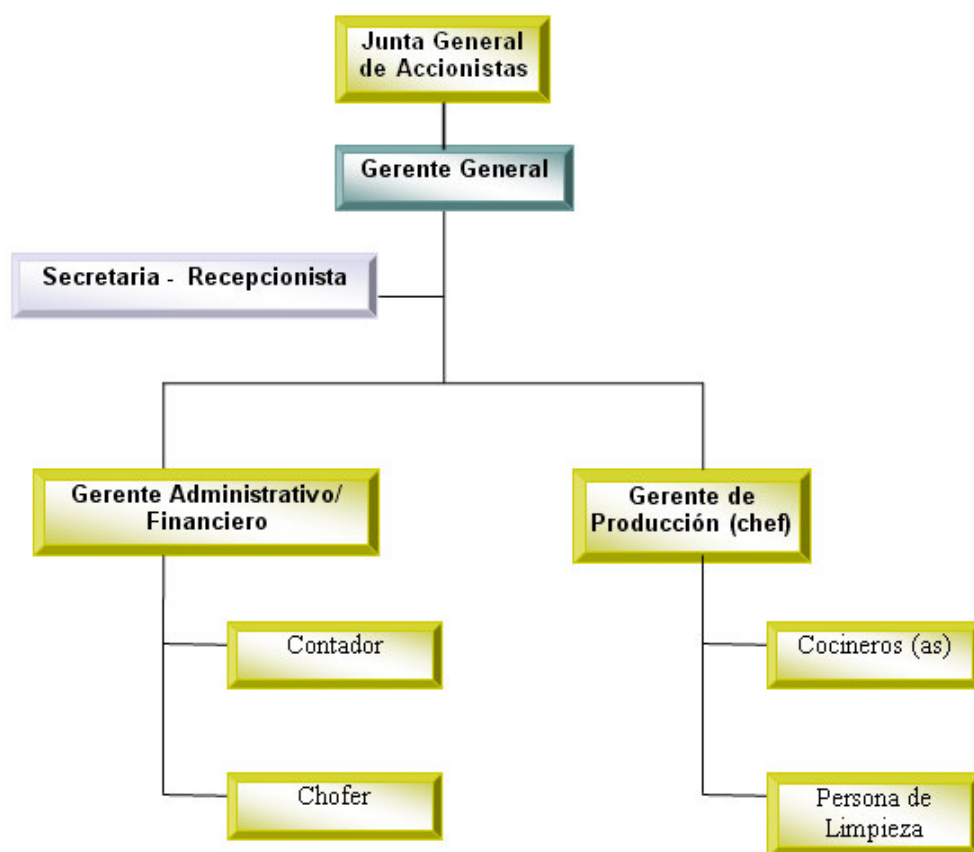 Junta General
de Accionistas
Gerente General
Secretaria - Recepcionista
Gerente Administrativo/
Financiero
Gerente de
Producción (chef)
Contador
Cocineros (as)
Chofer
Persona de
Limpieza